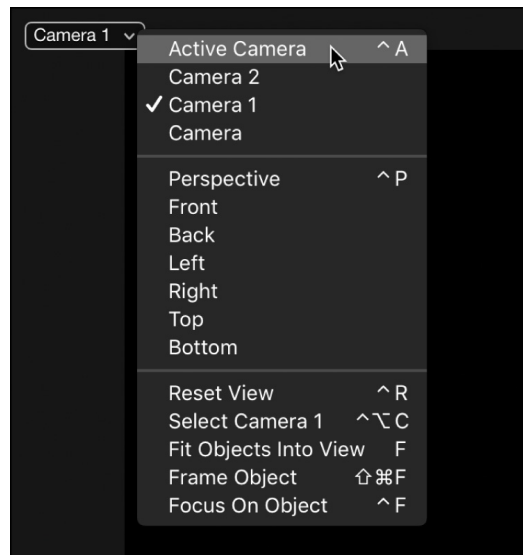 Camera 1
Active Camera ^ A
Camera 2
✓ Camera 1
Camera
Perspective ^ P
Front
Back
Left
Right
Top
Bottom
Reset View ^ R
Select Camera 1 ^⌥ C
Fit Objects Into View F
Frame Object ⇧⌘F
Focus On Object ^ F